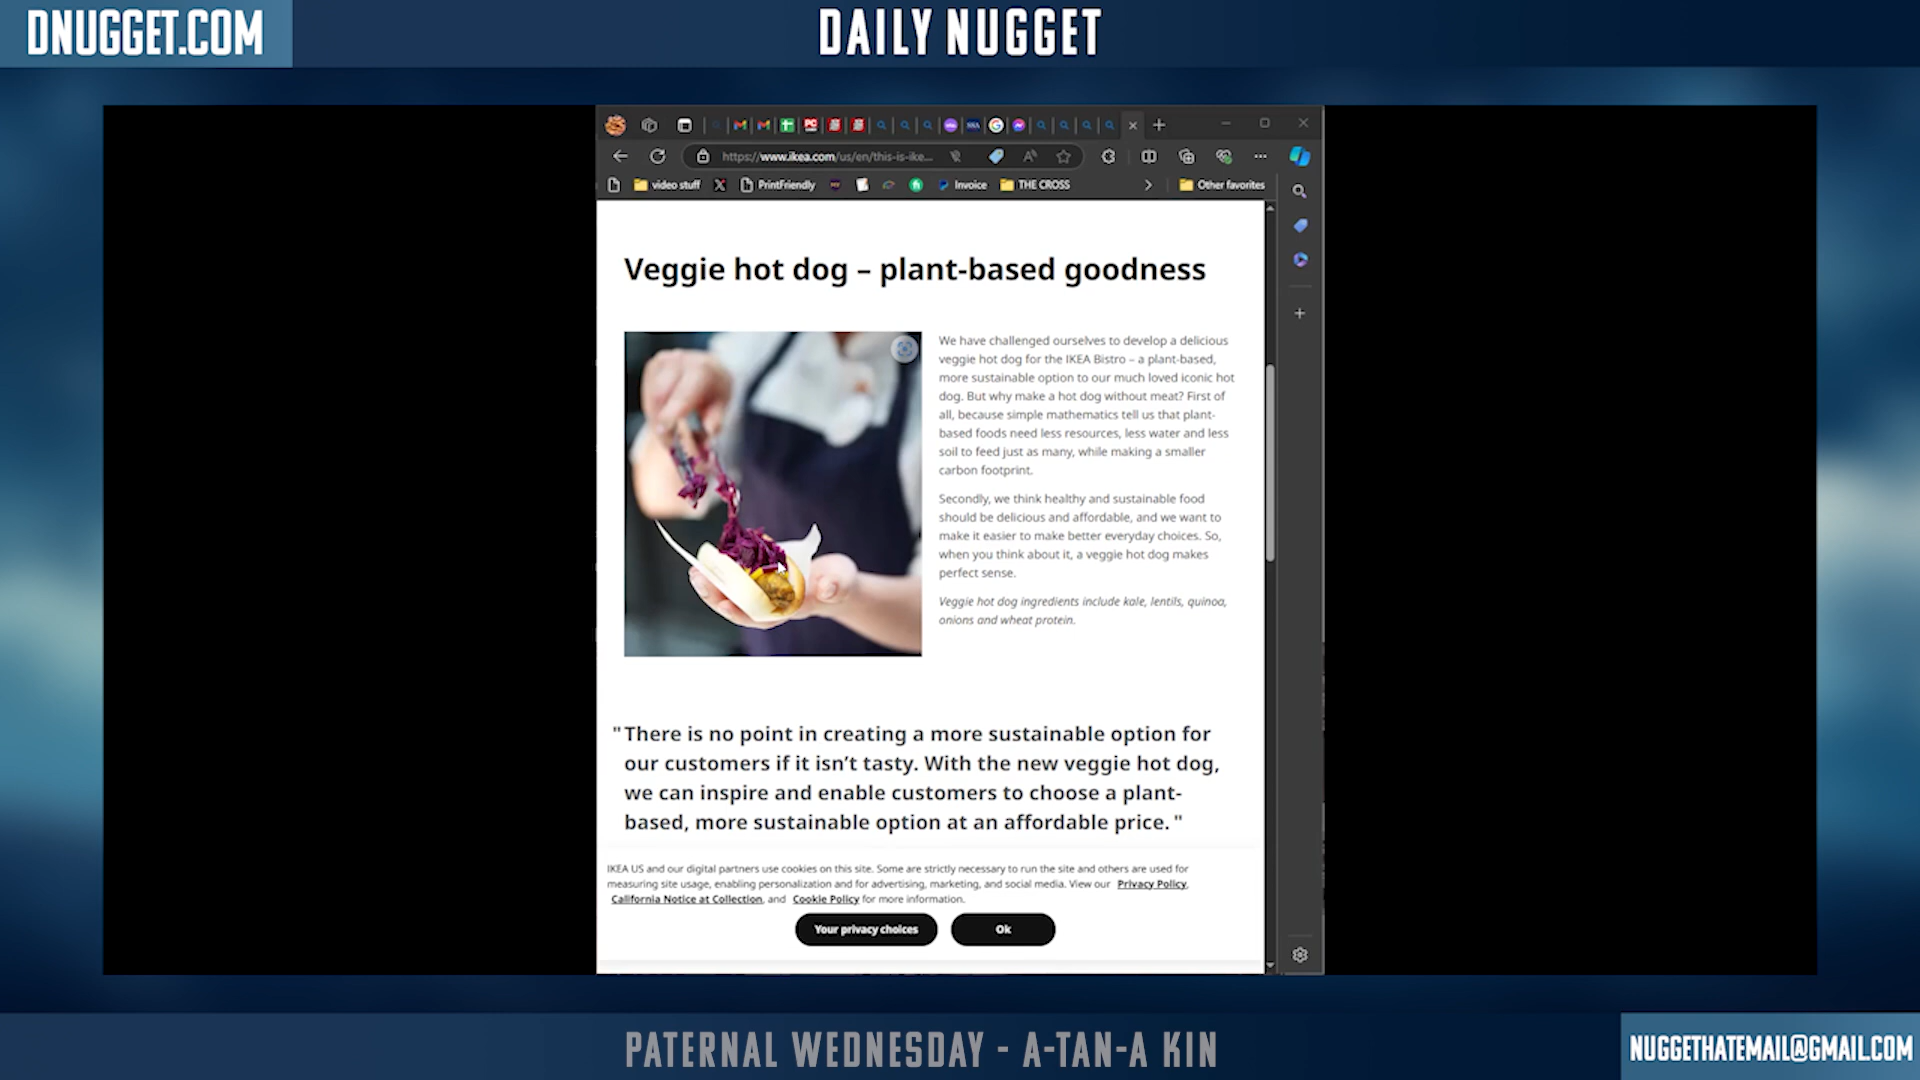 DNUGGET.COM
DAILY NUGGET
https://www.ikea.com/us/en/this-is-ike...
video stuff
PrintFriendly
Invoice
THE CROSS
Other favorites
Veggie hot dog – plant-based goodness
We have challenged ourselves to develop a delicious
veggie hot dog for the IKEA Bistro – a plant-based,
more sustainable option to our much loved iconic hot
dog. But why make a hot dog without meat? First of
all, because simple mathematics tell us that plant-
based foods need less resources, less water and less
soil to feed just as many, while making a smaller
carbon footprint.
Secondly, we think healthy and sustainable food
should be delicious and affordable, and we want to
make it easier to make better everyday choices. So,
when you think about it, a veggie hot dog makes
perfect sense.
Veggie hot dog ingredients include kale, lentils, quinoa,
onions and wheat protein.
"There is no point in creating a more sustainable option for
our customers if it isn’t tasty. With the new veggie hot dog,
we can inspire and enable customers to choose a plant-
based, more sustainable option at an affordable price. "
IKEA US and our digital partners use cookies on this site. Some are strictly necessary to run the site and others are used for
measuring site usage, enabling personalization and for advertising, marketing, and social media. View our Privacy Policy,
California Notice at Collection, and Cookie Policy for more information.
Your privacy choices
Ok
PATERNAL WEDNESDAY - A-TAN-A KIN
NUGGETHATEMAIL@GMAIL.COM